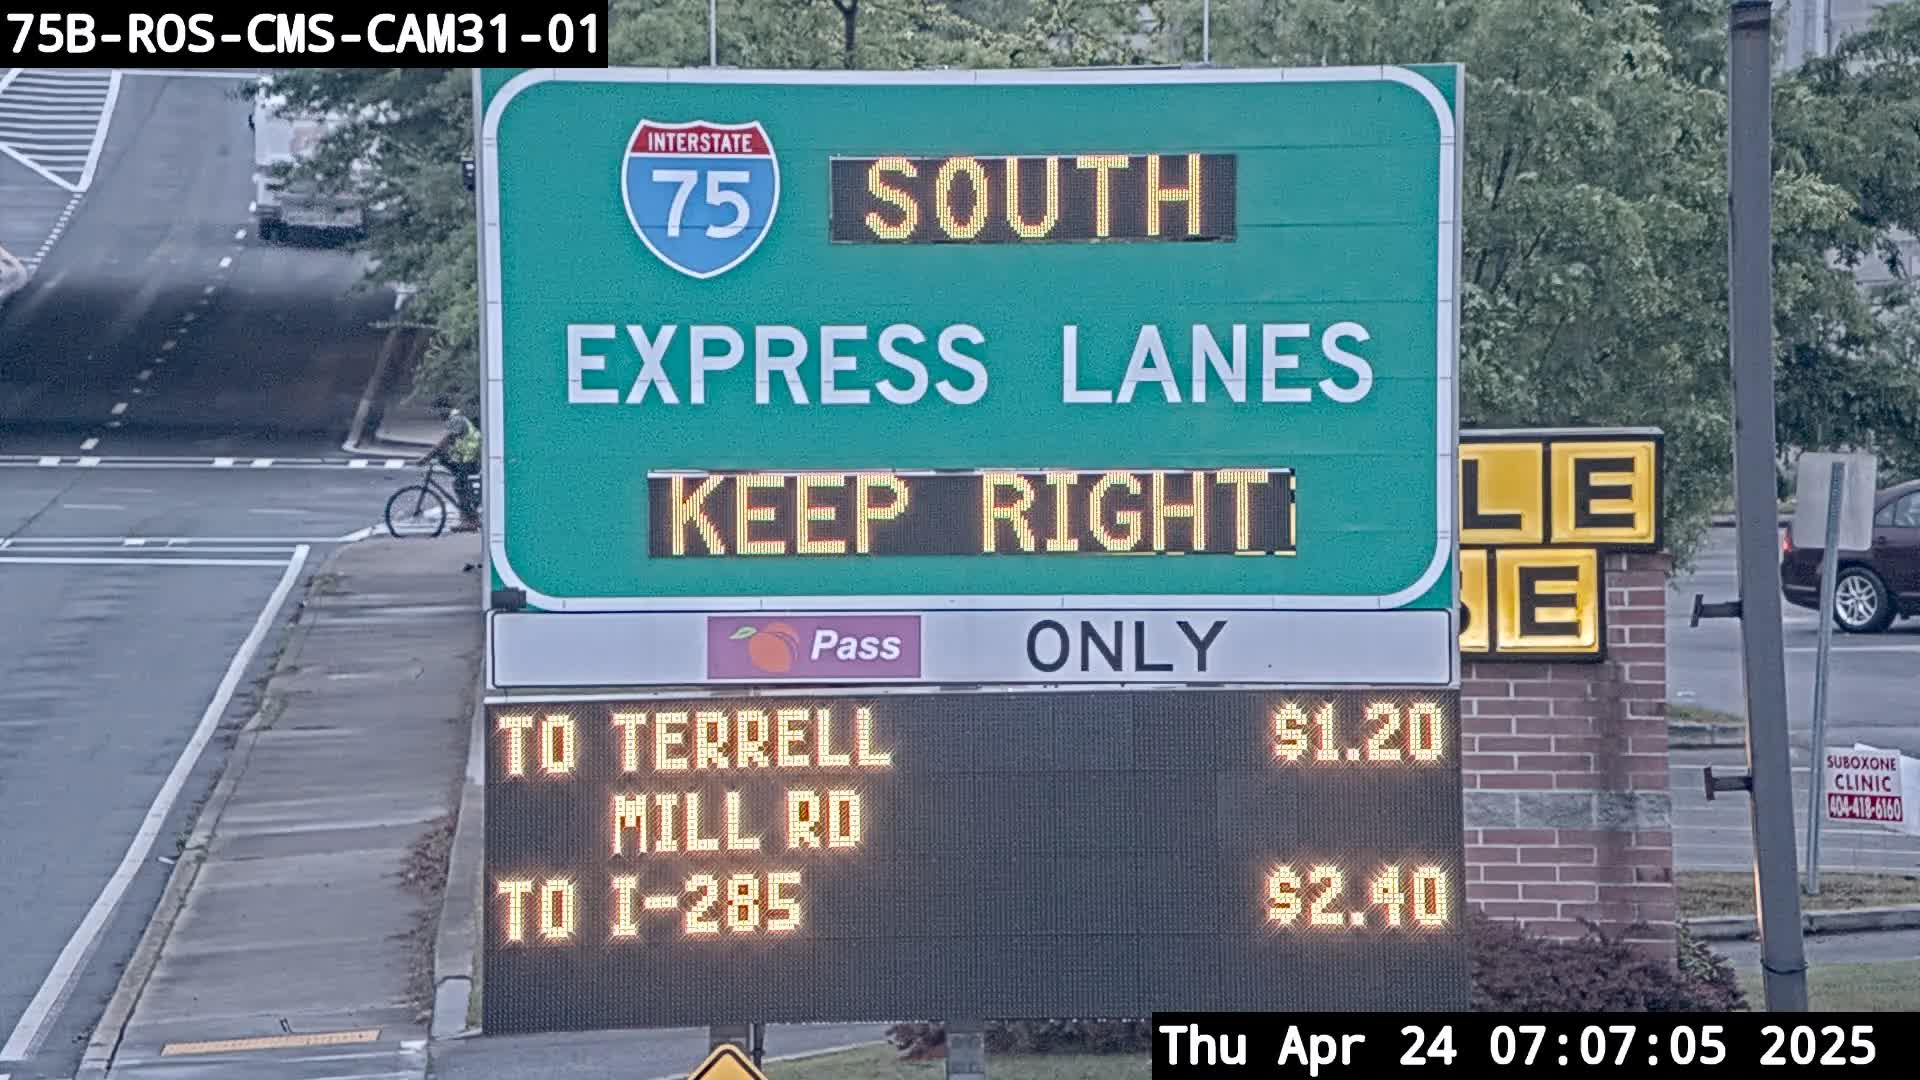 75B-ROS-CMS-CAM31-01
INTERSTATE
75
SOUTH
EXPRESS LANES
KEEP RIGHT
Pass ONLY
TO TERRELL $1.20
MILL RD
TO I-285 $2.40
LE
E
SUBOXONE
CLINIC
404-418-6160
Thu Apr 24 07:07:05 2025